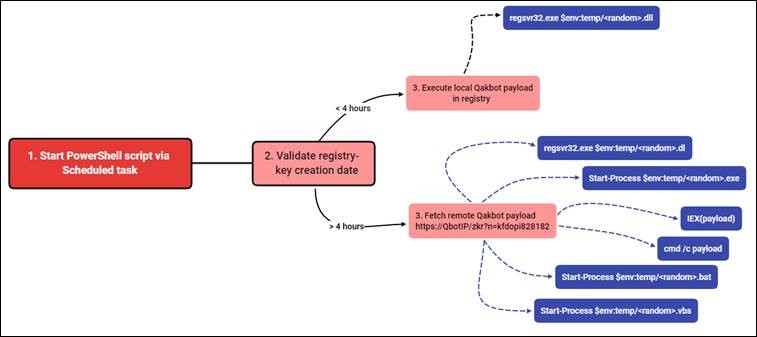 regsvr32.exe $env:temp/<random>.dll
3. Execute local Qakbot payload
in registry
< 4 hours
1. Start PowerShell script via
Scheduled task
2. Validate registry-
key creation date
> 4 hours
3. Fetch remote Qakbot payload
https://QbotIP/zkr?n=kfdopi828182
regsvr32.exe $env:temp/<random>.dl
Start-Process $env:temp/<random>.exe
IEX(payload)
cmd /c payload
Start-Process $env:temp/<random>.bat
Start-Process $env:temp/<random>.vbs